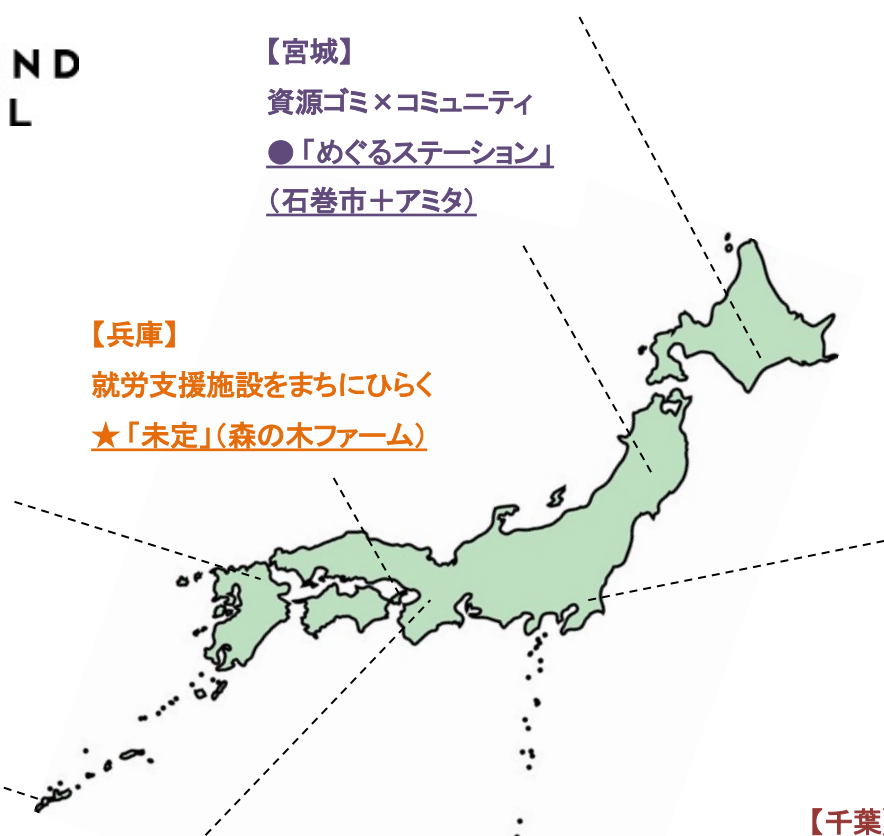 ND
L
【宮城】
資源ゴミ×コミュニティ
●「めぐるステーション」
（石巻市＋アミタ）
【兵庫】
就労支援施設をまちにひらく
★「未定」（森の木ファーム）
【千葉】